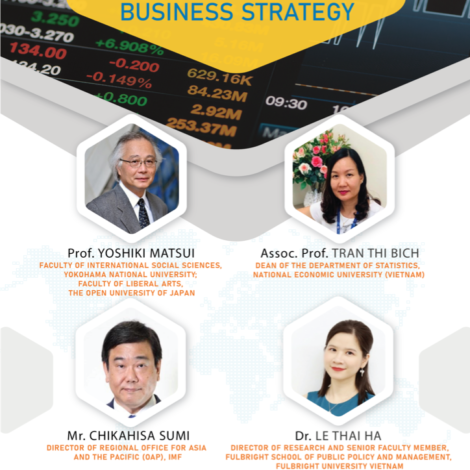 BUSINESS STRATEGY
3.250
030-3.270
+6.908%
134.00
-0.200
134.20
-0.149%
+0.800
629.16K
84.23M
2.92M
253.37M
09:30
Prof. YOSHIKI MATSUI
FACULTY OF INTERNATIONAL SOCIAL SCIENCES,
YOKOHAMA NATIONAL UNIVERSITY;
FACULTY OF LIBERAL ARTS,
THE OPEN UNIVERSITY OF JAPAN
Assoc. Prof. TRAN THI BICH
DEAN OF THE DEPARTMENT OF STATISTICS,
NATIONAL ECONOMIC UNIVERSITY (VIETNAM)
Mr. CHIKAHISA SUMI
DIRECTOR OF REGIONAL OFFICE FOR ASIA
AND THE PACIFIC (OAP), IMF
Dr. LE THAI HA
DIRECTOR OF RESEARCH AND SENIOR FACULTY MEMBER,
FULBRIGHT SCHOOL OF PUBLIC POLICY AND MANAGEMENT,
FULBRIGHT UNIVERSITY VIETNAM